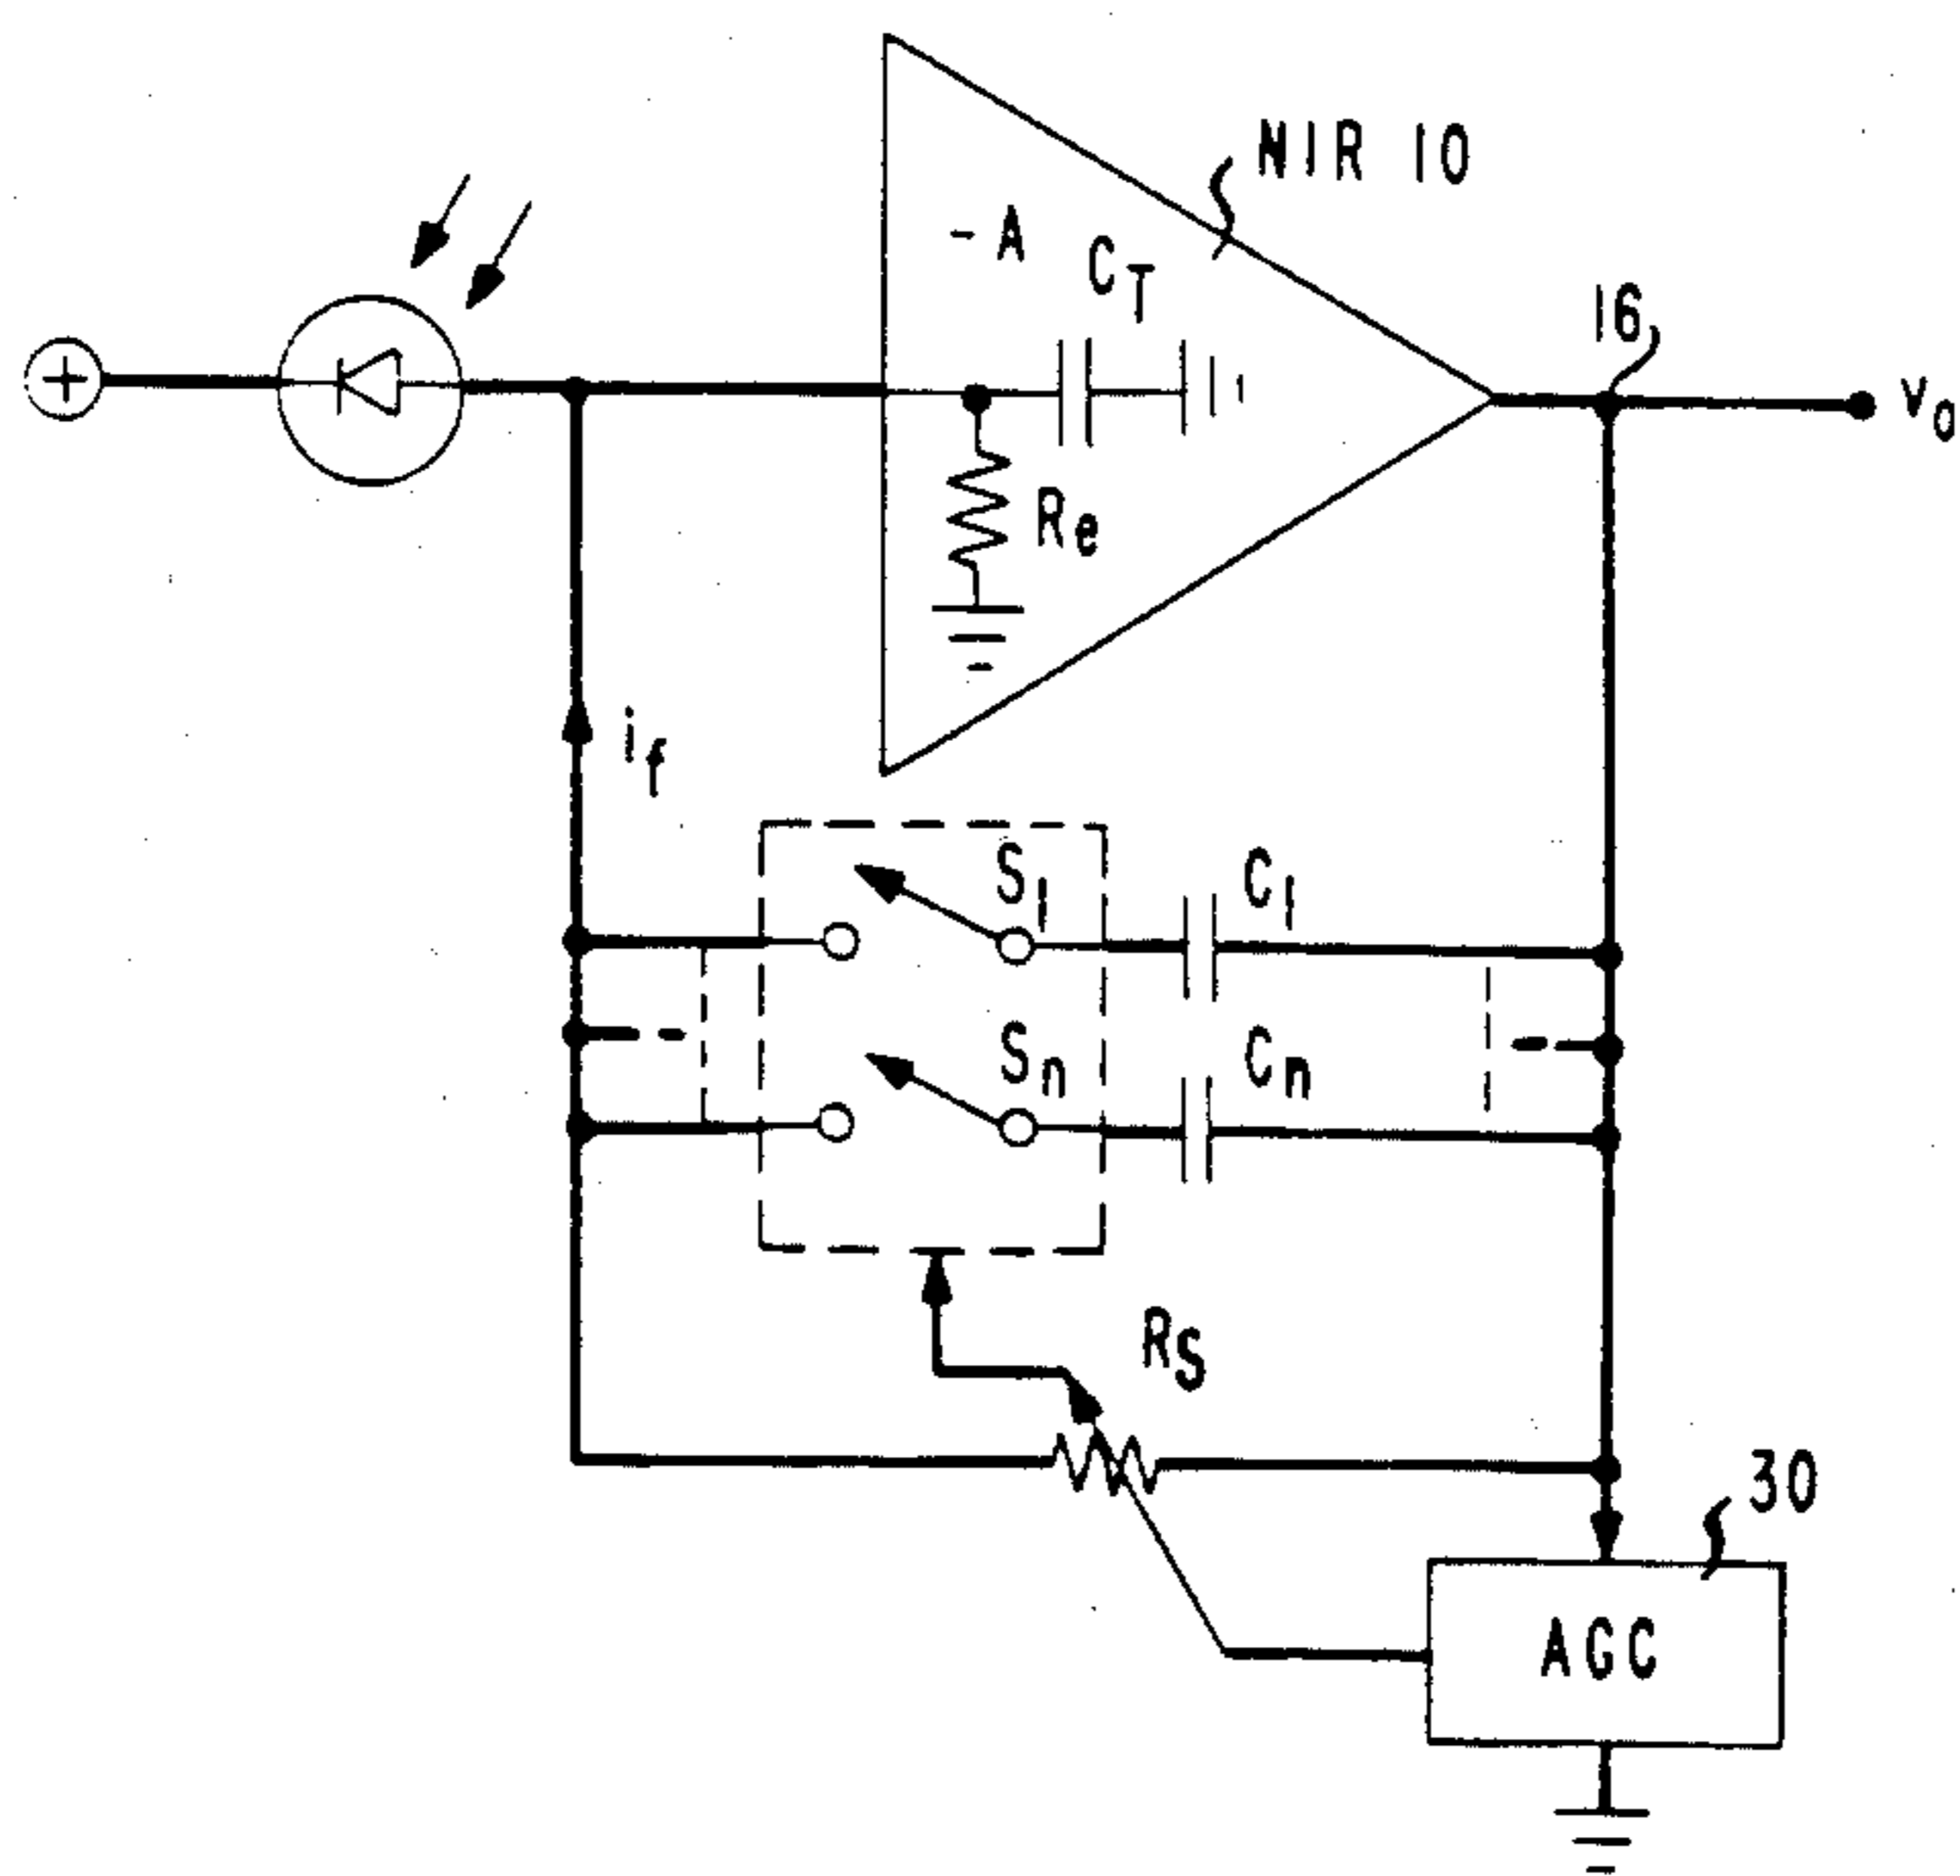 NIR 10
-A
C_T
16
+
v_o
R_e
i_f
S_1
C_1
S_n
C_n
R_S
30
AGC